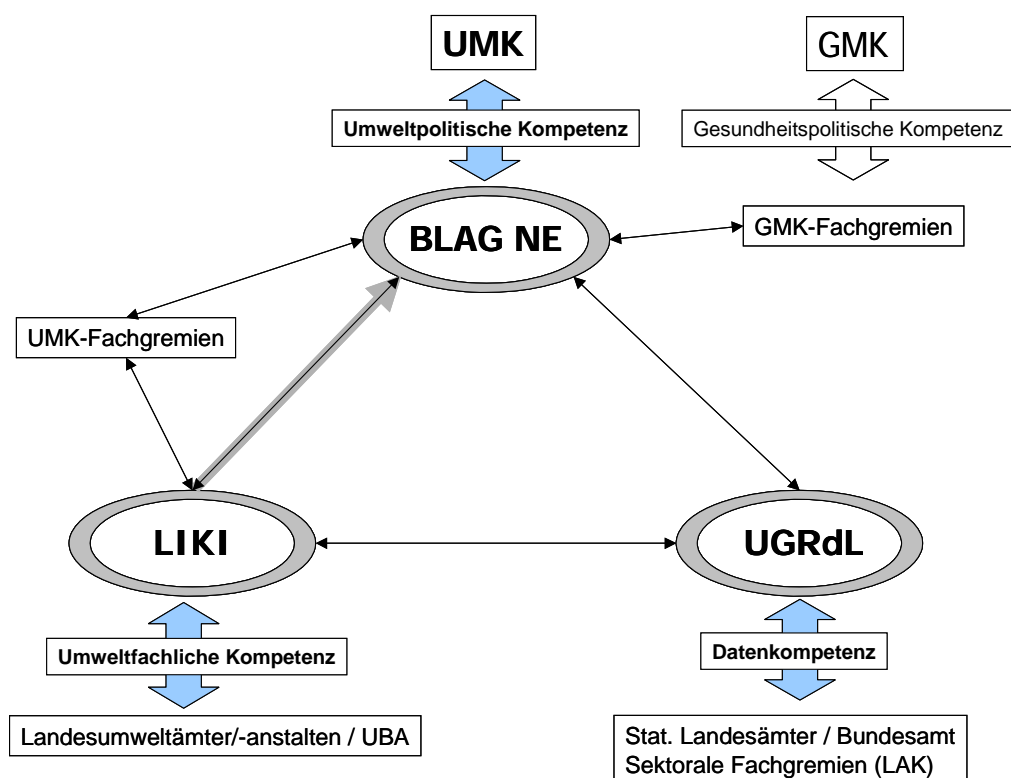 UMK
GMK
Umweltpolitische Kompetenz
Gesundheitspolitische Kompetenz
BLAG NE
GMK-Fachgremien
UMK-Fachgremien
LIKI
UGRdL
Umweltfachliche Kompetenz
Datenkompetenz
Landesumweltämter/-anstalten / UBA
Stat. Landesämter / Bundesamt
Sektorale Fachgremien (LAK)